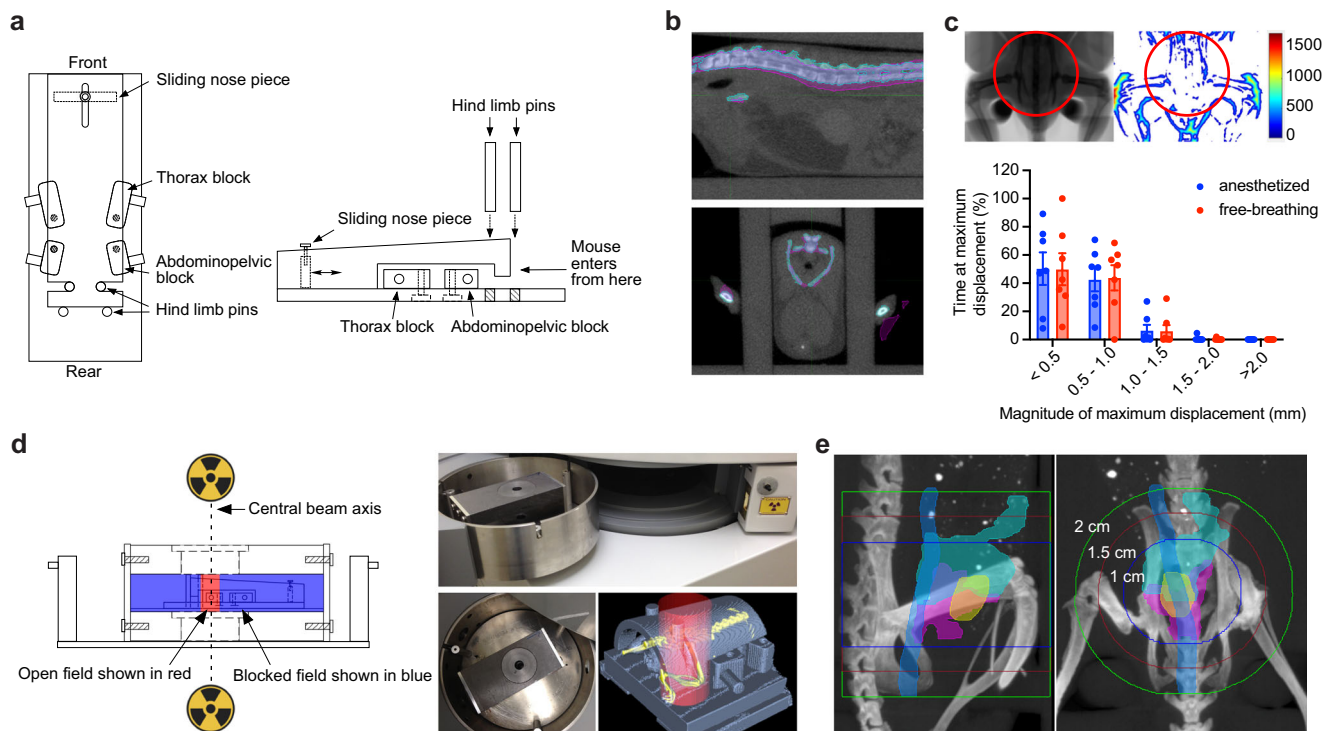 a
Front
Sliding nose piece
Thorax block
Abdominopelvic
block
Hind limb pins
Rear
Hind limb pins
Sliding nose piece
Mouse
enters
from here
Thorax block
Abdominopelvic block
b
c
1500
1000
500
0
Time at maximum
displacement (%)
120
100
80
60
40
20
0
anesthetized
free-breathing
< 0.5
0.5 - 1.0
1.0 - 1.5
1.5 - 2.0
>2.0
Magnitude of maximum displacement (mm)
d
Central beam axis
Open field shown in red
Blocked field shown in blue
e
2 cm
1.5 cm
1 cm